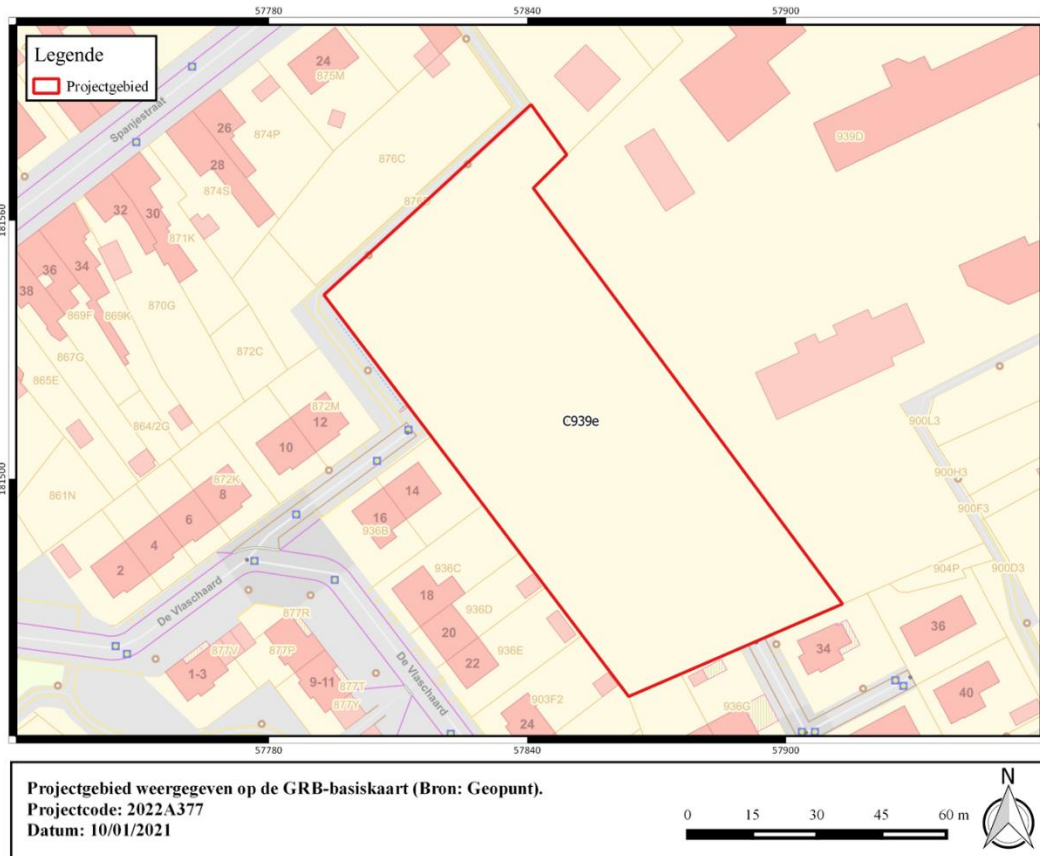 57780 57840 57900
Legende
Projectgebied
24
875M
Spanjestraat
26
874P
28
874S
876C
939D
32
30
871K
181560
36
34
38
869F
869K
870G
867G
872C
865E
864/2G
872M
12
10
C939e
900L3
861N
872K
8
6
4
2
14
16
936B
900H3
900F3
181500
De Vlaschaard
936C
18
936D
20
22
936E
904P
900D3
877R
877V
877P
1-3
9-11
877T
877Y
De Vlaschaard
903F2
24
34
36
40
936G
57780 57840 57900
Projectgebied weergegeven op de GRB-basiskaart (Bron: Geopunt).
Projectcode: 2022A377
Datum: 10/01/2021
0 15 30 45 60 m
N